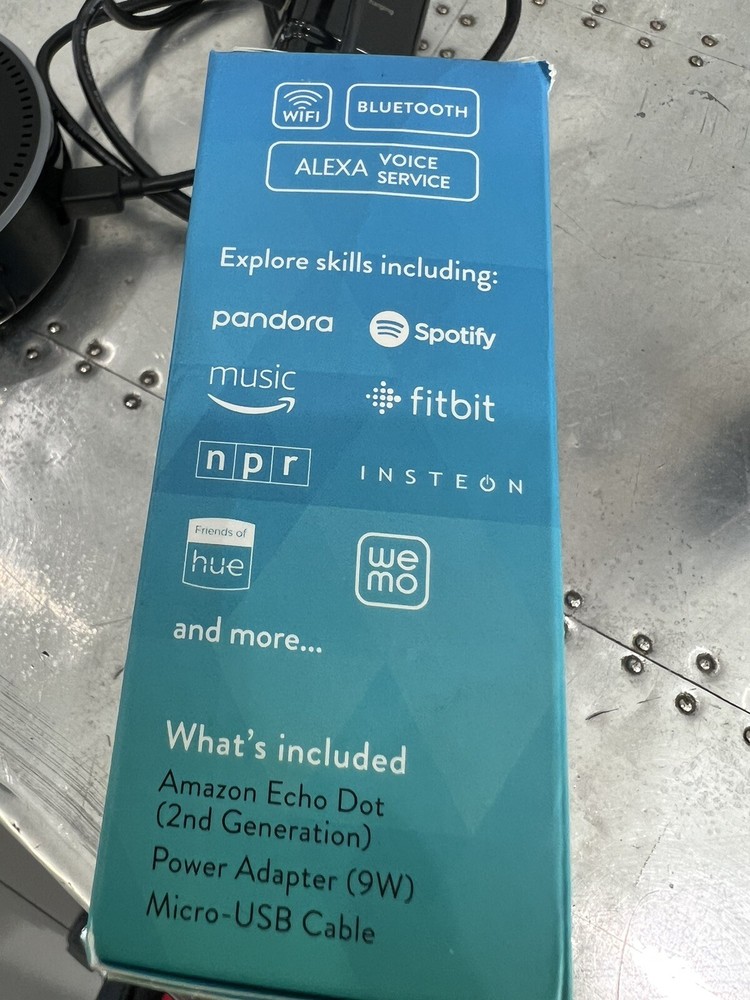 WIFI
BLUETOOTH
ALEXA VOICE SERVICE
Explore skills including:
pandora
Spotify
music
fitbit
npr
INSTEON
Friends of
hue
we
mo
and more...
What's included
Amazon Echo Dot
(2nd Generation)
Power Adapter (9W)
Micro-USB Cable